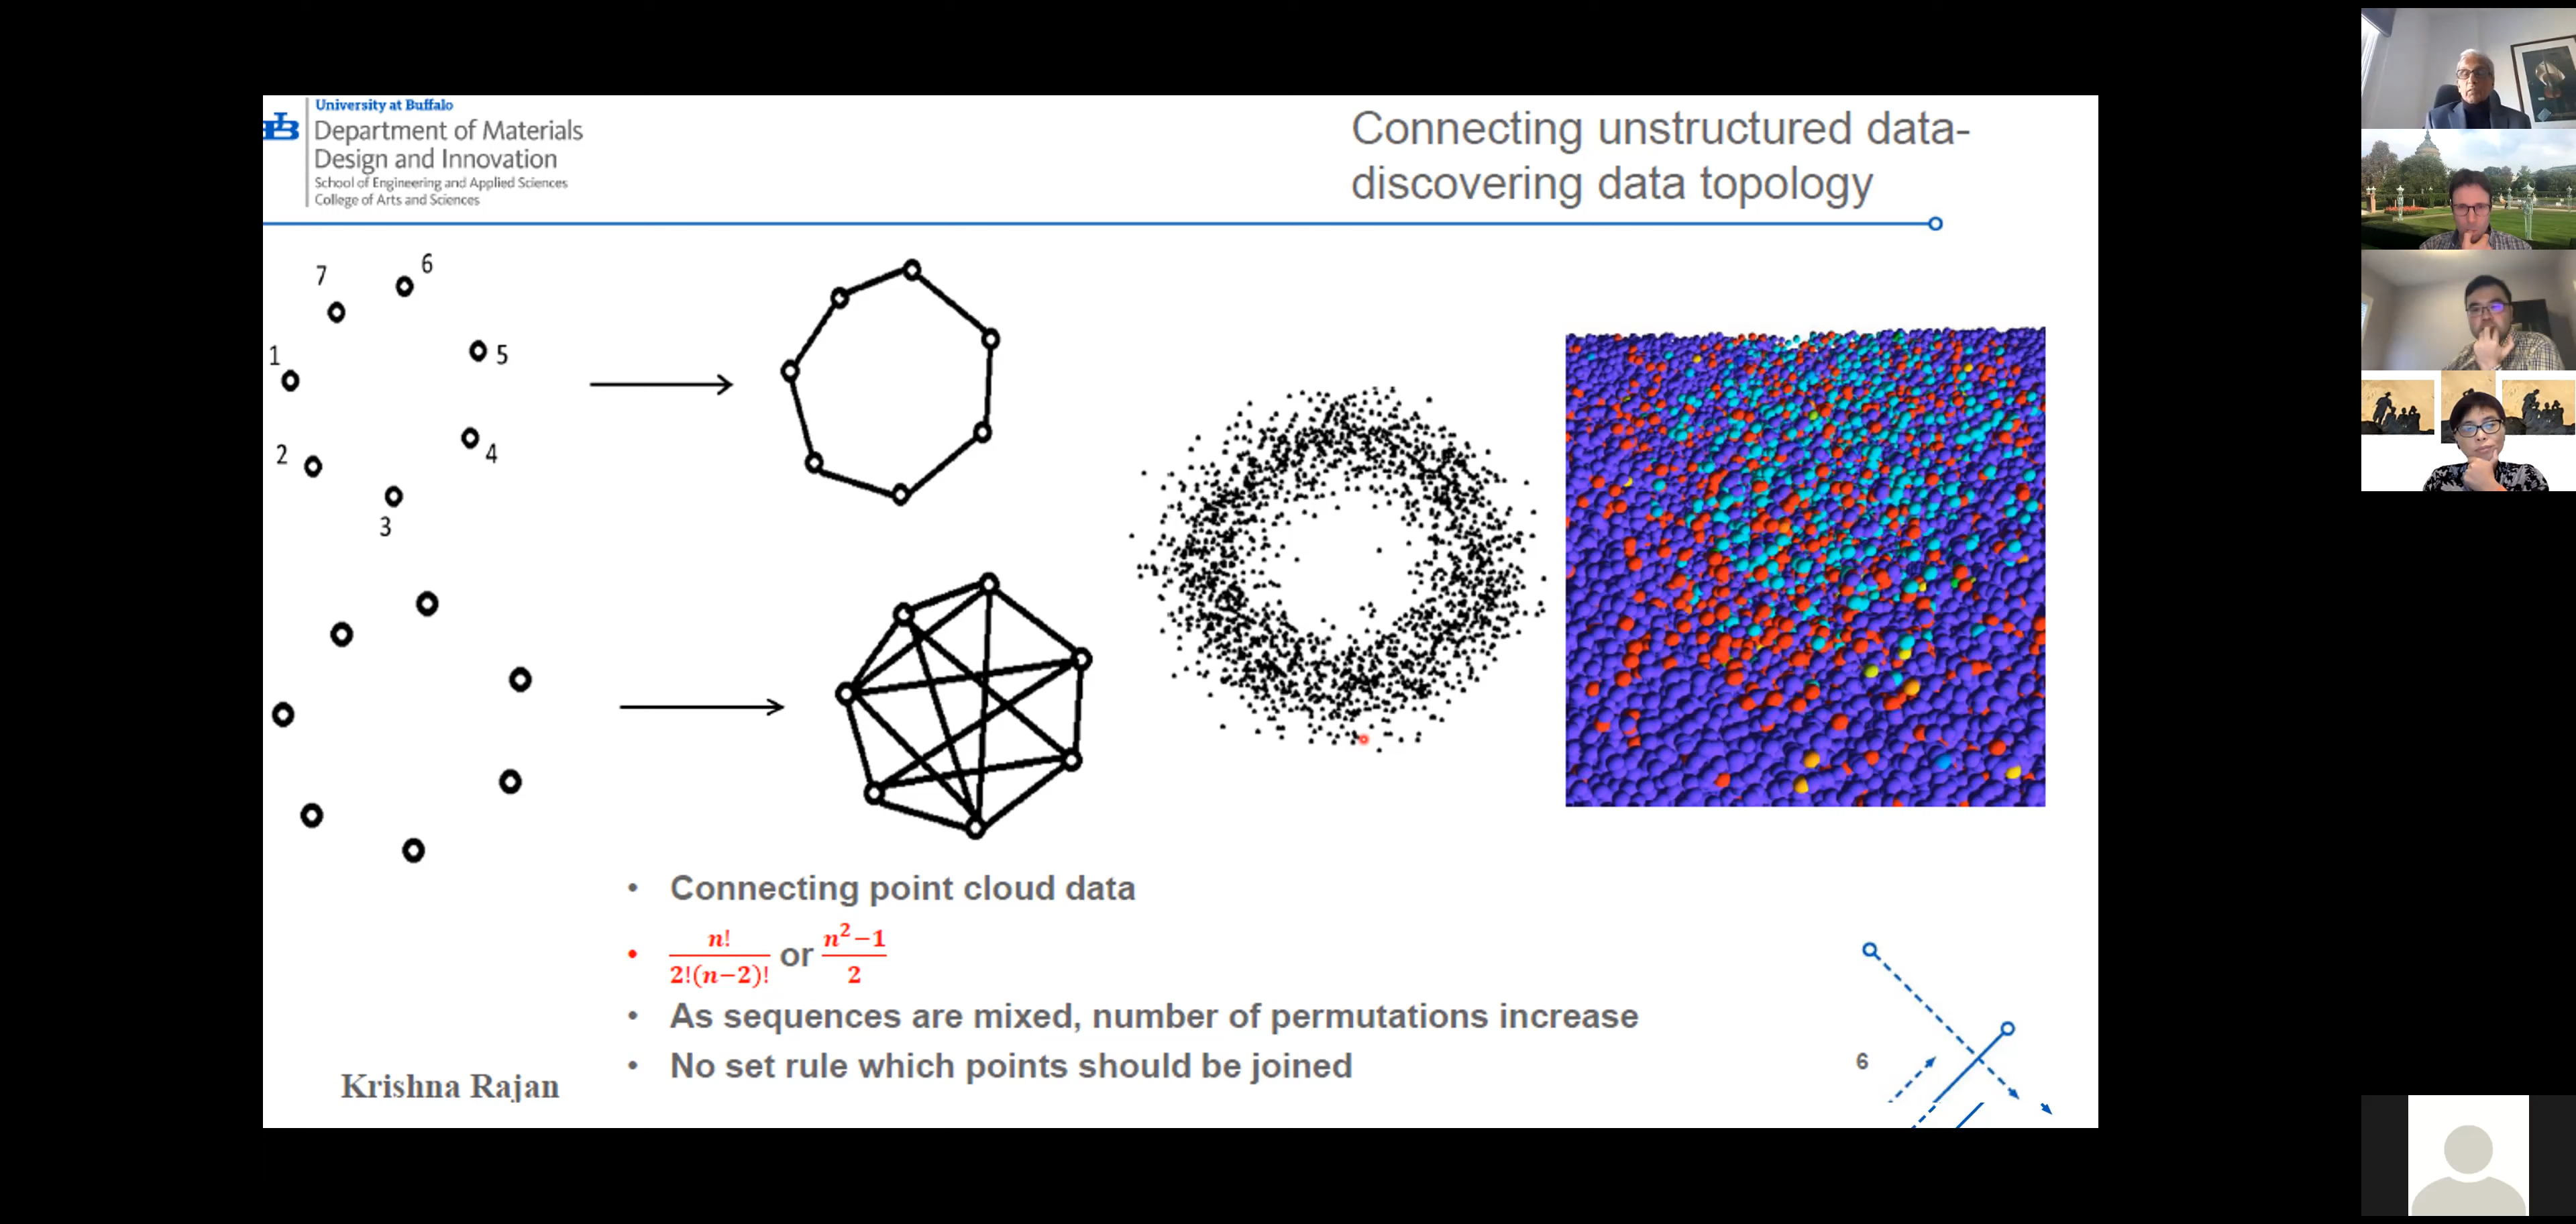 University at Buffalo
Department of Materials
Design and Innovation
School of Engineering and Applied Sciences
College of Arts and Sciences
Connecting unstructured data-
discovering data topology
7
6
1
5
2
4
3
• Connecting point cloud data
• n!/2!(n−2)! or n²−1/2
• As sequences are mixed, number of permutations increase
• No set rule which points should be joined
Krishna Rajan
6